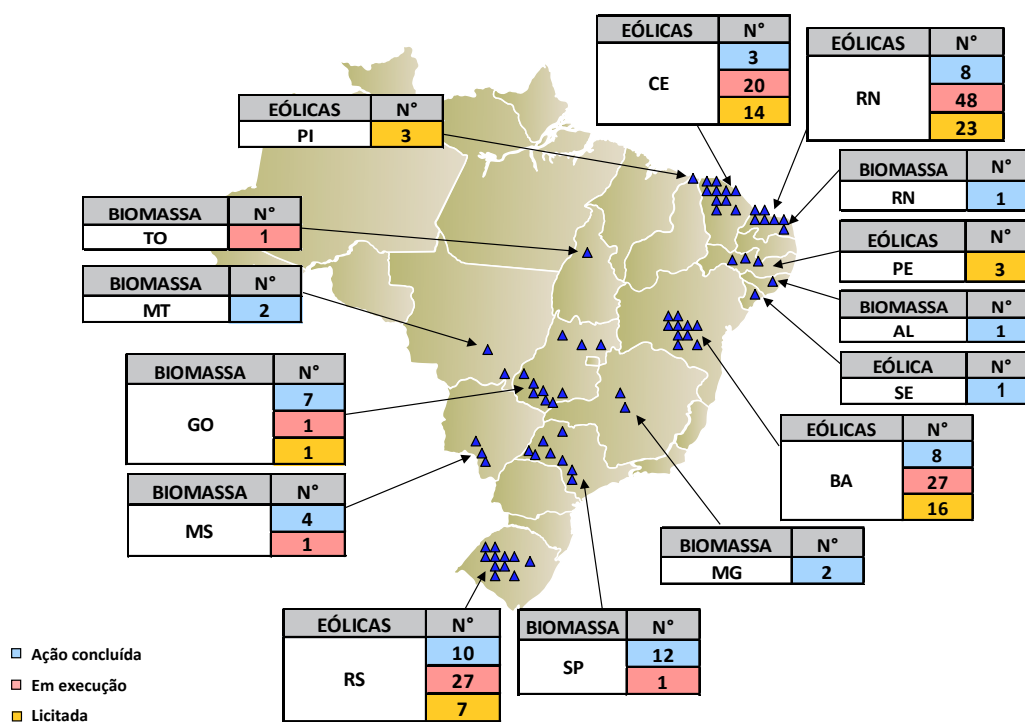 EÓLICAS N°
CE
3
20
14
EÓLICAS N°
RN
8
48
23
EÓLICAS N°
PI 3
BIOMASSA N°
RN 1
BIOMASSA N°
TO 1
EÓLICAS N°
PE 3
BIOMASSA N°
MT 2
BIOMASSA N°
AL 1
EÓLICA N°
SE 1
BIOMASSA N°
GO
7
1
1
EÓLICAS N°
BA
8
27
16
BIOMASSA N°
MS
4
1
BIOMASSA N°
MG 2
EÓLICAS N°
RS
10
27
7
BIOMASSA N°
SP
12
1
Ação concluída
Em execução
Licitada